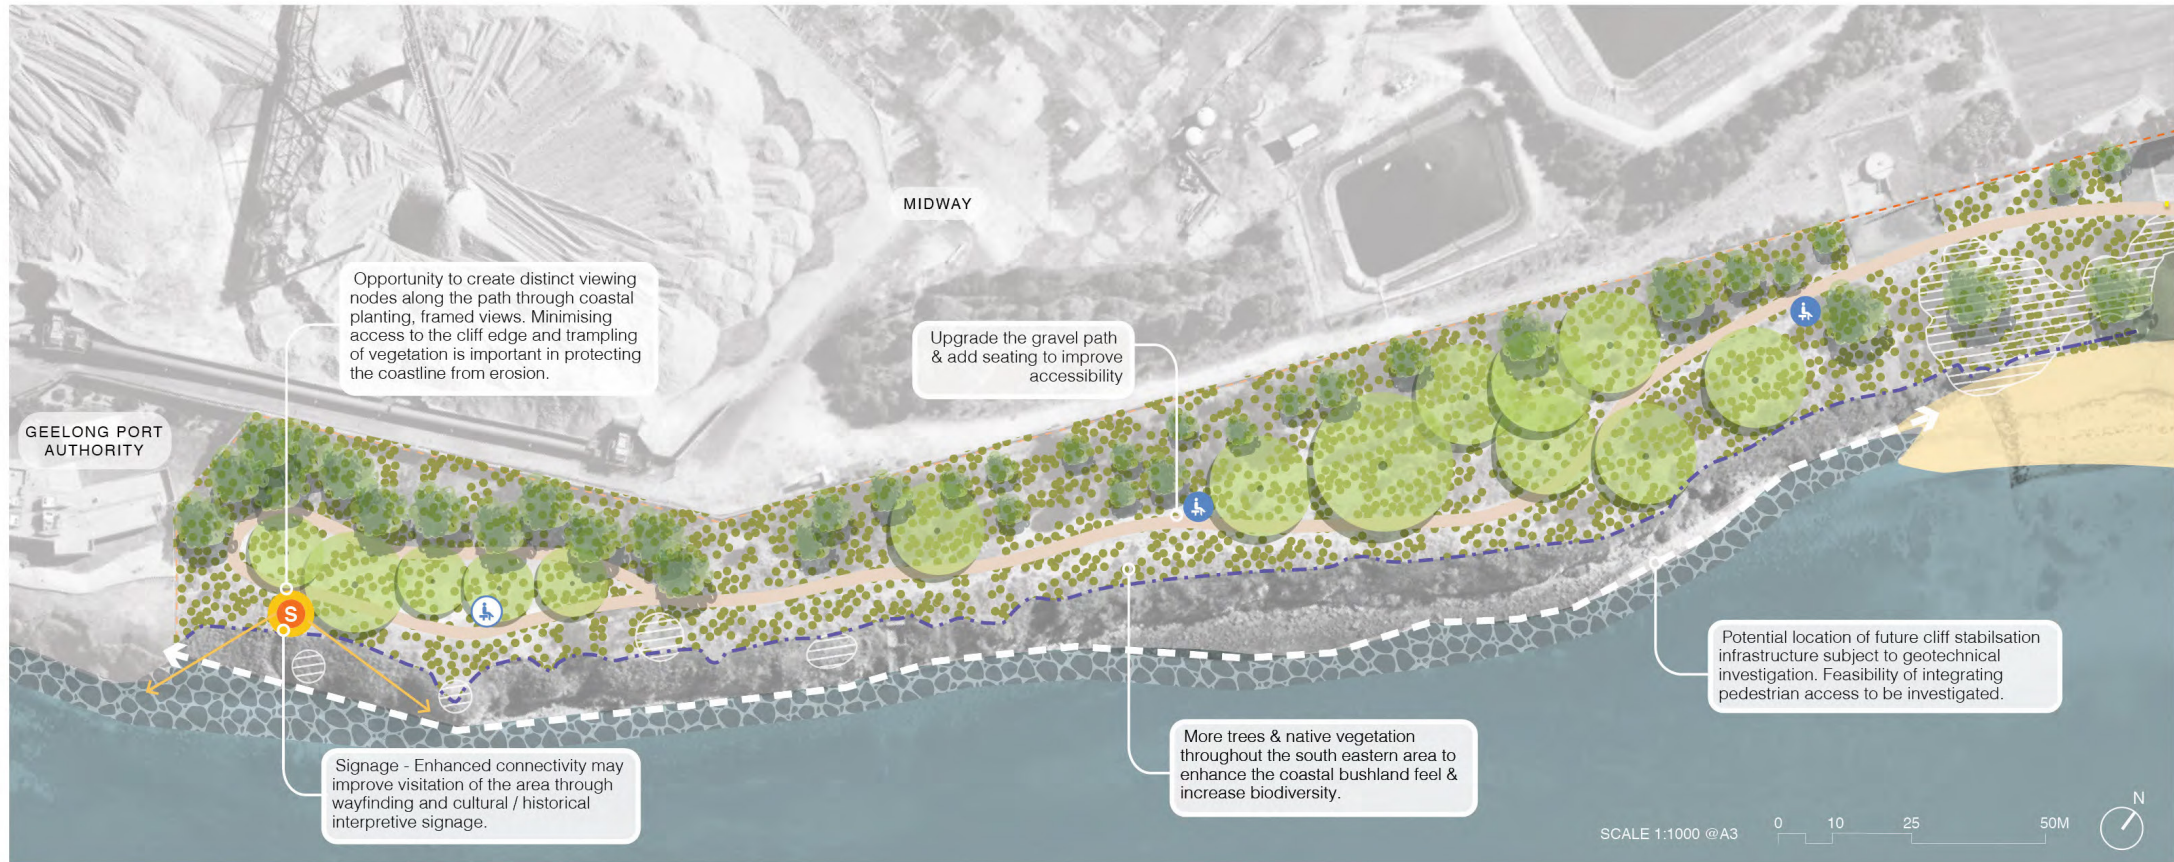 MIDWAY
Opportunity to create distinct viewing
nodes along the path through coastal
planting, framed views. Minimising
access to the cliff edge and trampling
of vegetation is important in protecting
the coastline from erosion.
Upgrade the gravel path
& add seating to improve
accessibility
GEELONG PORT
AUTHORITY
S
Potential location of future cliff stabilsation
infrastructure subject to geotechnical
investigation. Feasibility of integrating
pedestrian access to be investigated.
More trees & native vegetation
throughout the south eastern area to
enhance the coastal bushland feel &
increase biodiversity.
Signage - Enhanced connectivity may
improve visitation of the area through
wayfinding and cultural / historical
interpretive signage.
SCALE 1:1000 @A3
0 10 25 50M
N